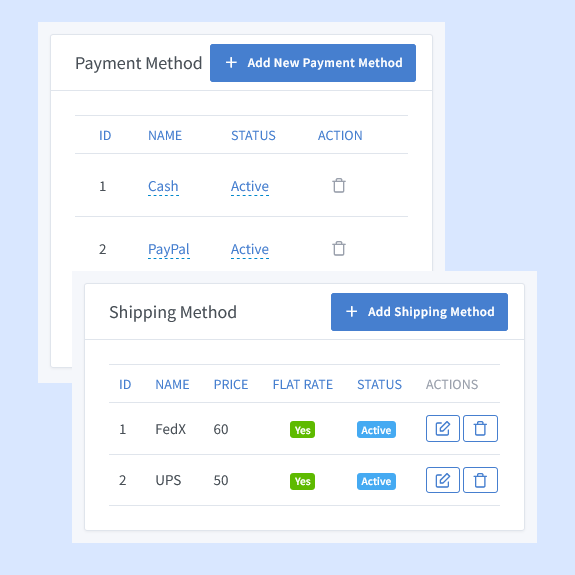 Payment Method
+ Add New Payment Method
ID NAME STATUS ACTION
1 Cash Active
2 PayPal Active
Shipping Method
+ Add Shipping Method
ID NAME PRICE FLAT RATE STATUS ACTIONS
1 FedX 60 Yes Active
2 UPS 50 Yes Active